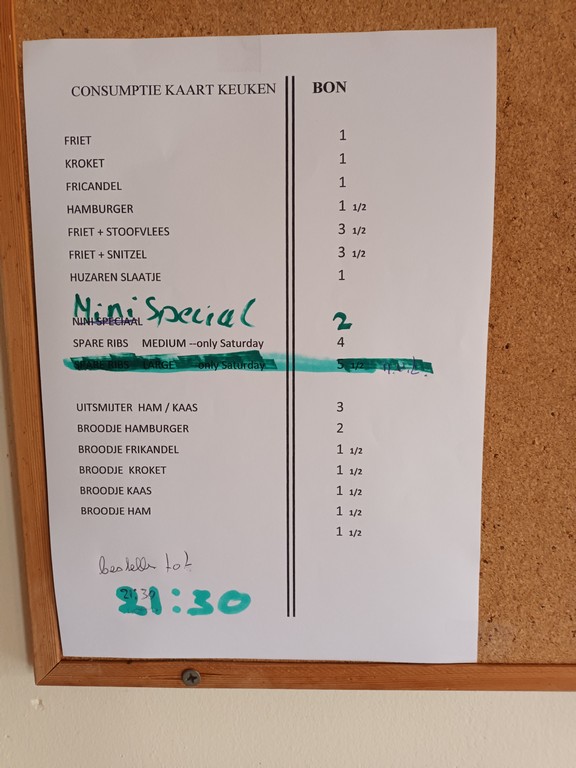 CONSUMPTIE KAART KEUKEN BON
FRIET 1
KROKET 1
FRICANDEL 1
HAMBURGER 1 1/2
FRIET + STOOFVLEES 3 1/2
FRIET + SNITZEL 3 1/2
HUZAREN SLAATJE 1
Mini Special 2
NINI SPECIAAL
SPARE RIBS MEDIUM --only Saturday 4
SPARE RIBS LARGE --only Saturday 5 1/2
UITSMIJTER HAM / KAAS 3
BROODJE HAMBURGER 2
BROODJE FRIKANDEL 1 1/2
BROODJE KROKET 1 1/2
BROODJE KAAS 1 1/2
BROODJE HAM 1 1/2
1 1/2
bestellen tot
21:30
21:30